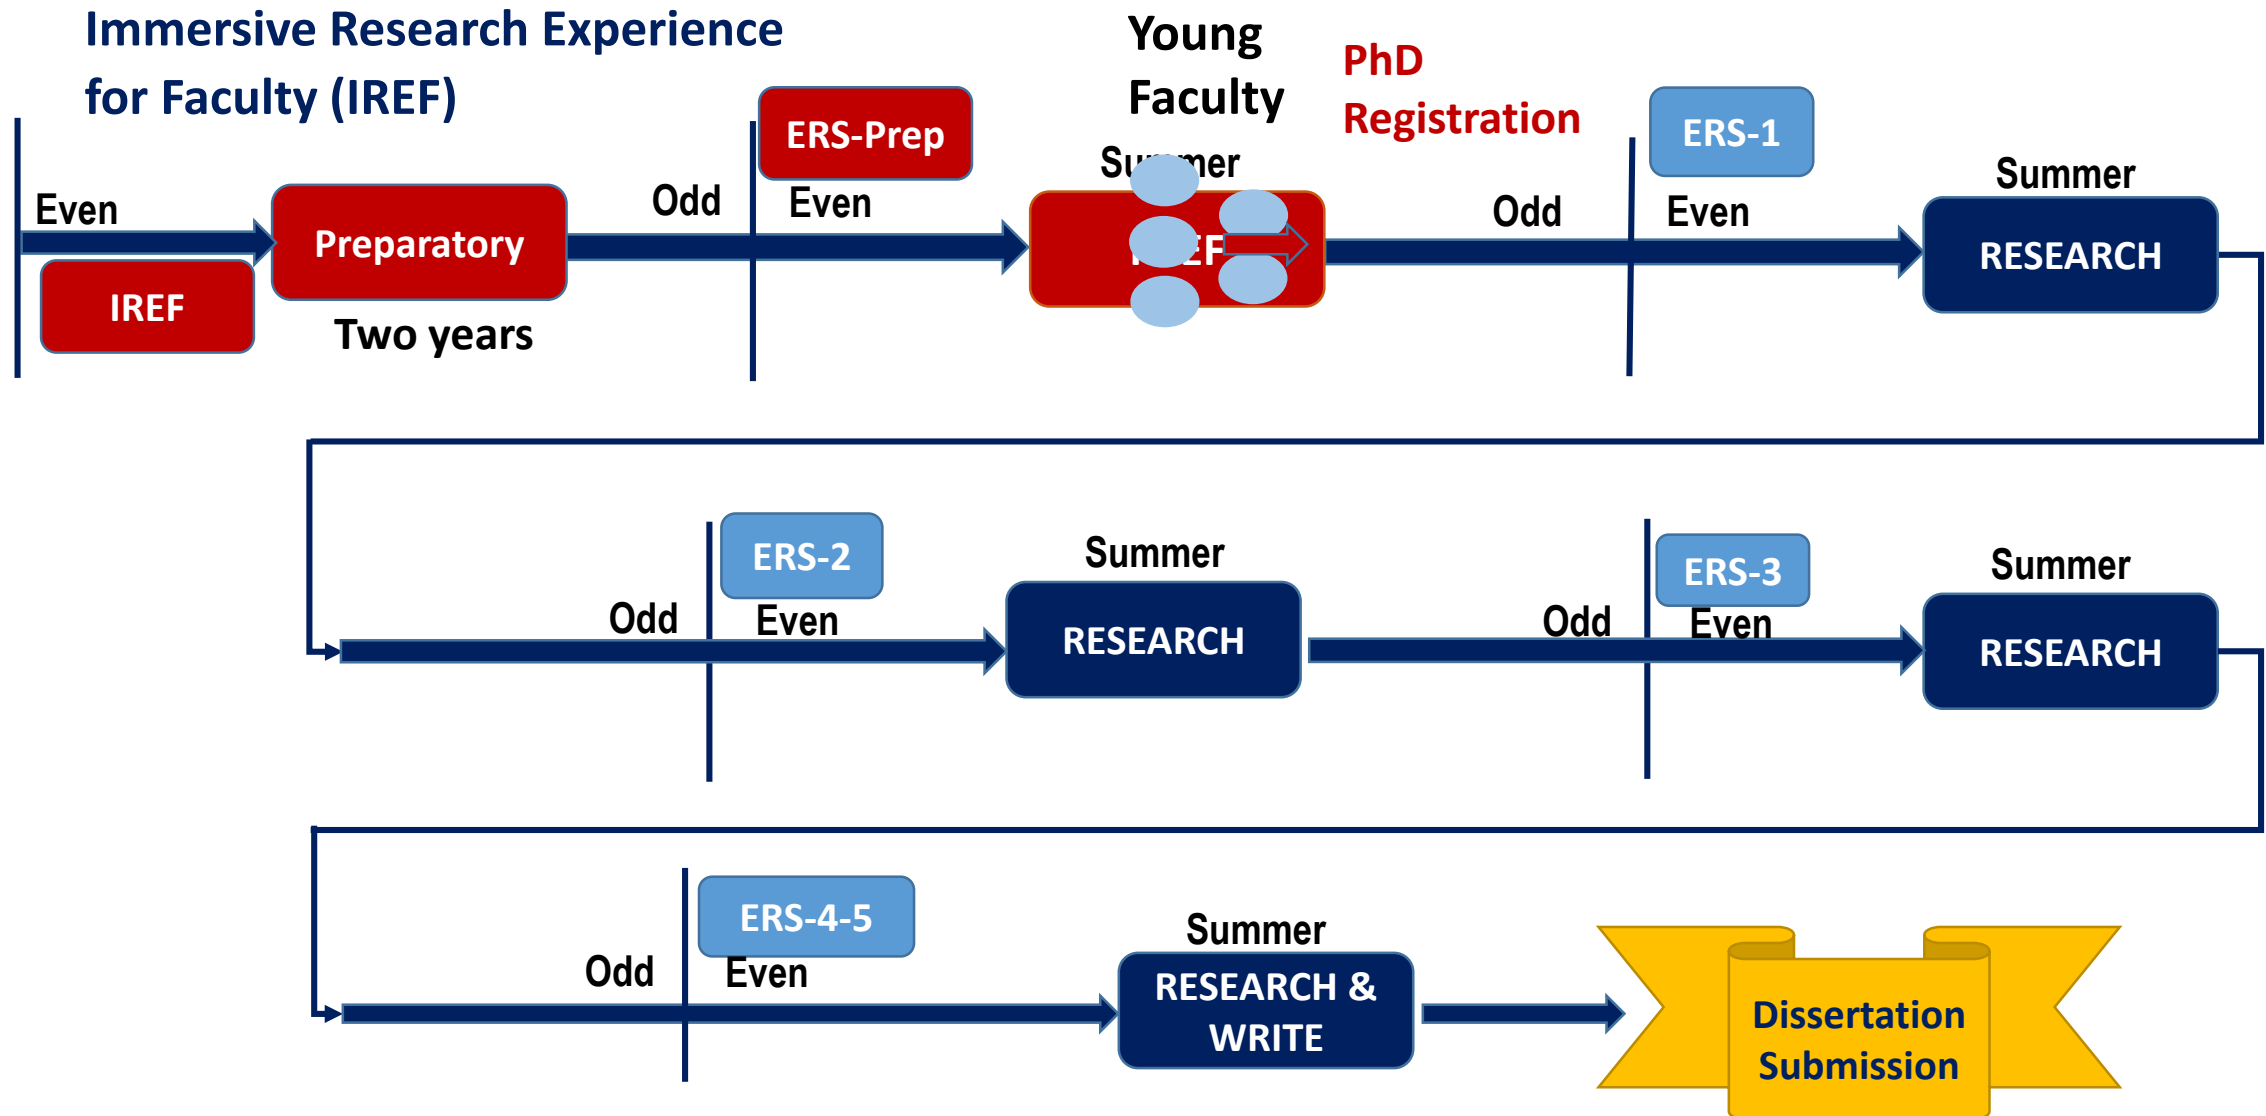 Immersive Research Experience
for Faculty (IREF)
Young
Faculty
PhD
Registration
ERS-Prep
ERS-1
Summer
Summer
Even
Odd
Even
Odd
Even
Preparatory
RESEARCH
IREF
Two years
ERS-2
Summer
ERS-3
Summer
Odd
Even
Odd
Even
RESEARCH
RESEARCH
ERS-4-5
Summer
Odd
Even
RESEARCH &
WRITE
Dissertation
Submission